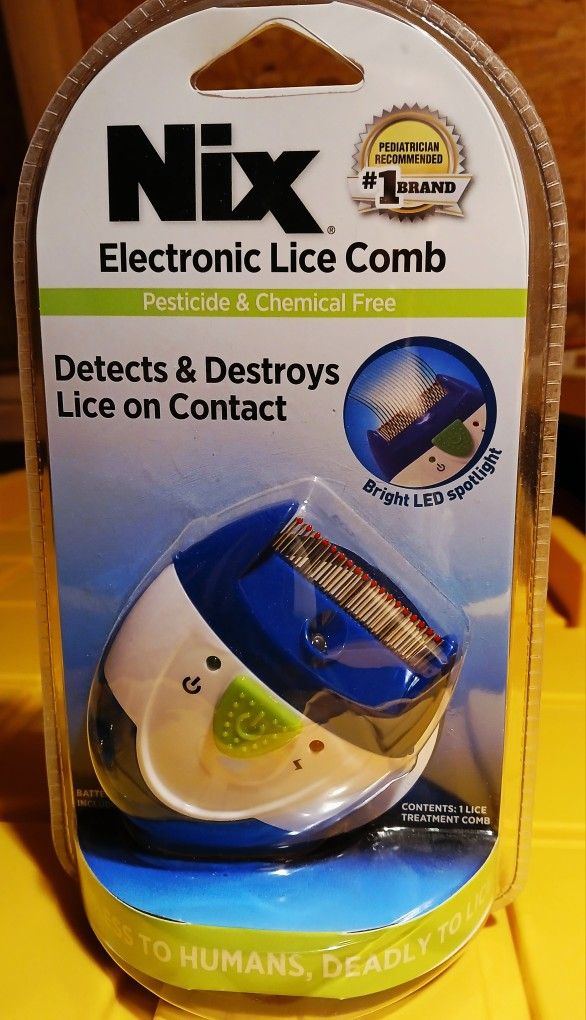 Nix®
PEDIATRICIAN
RECOMMENDED
#1 BRAND
Electronic Lice Comb
Pesticide & Chemical Free
Detects & Destroys
Lice on Contact
Bright LED spotlight
CONTENTS: 1 LICE
TREATMENT COMB
TO HUMANS, DEADLY TO